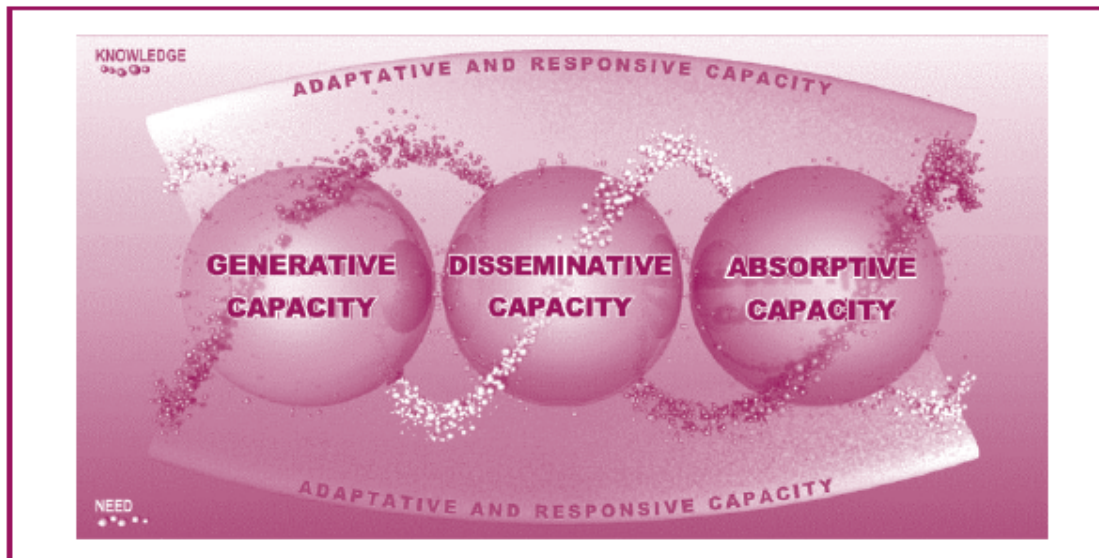 KNOWLEDGE
ADAPTATIVE AND RESPONSIVE CAPACITY
GENERATIVE
CAPACITY
DISSEMINATIVE
CAPACITY
ABSORPTIVE
CAPACITY
ADAPTATIVE AND RESPONSIVE CAPACITY
NEED